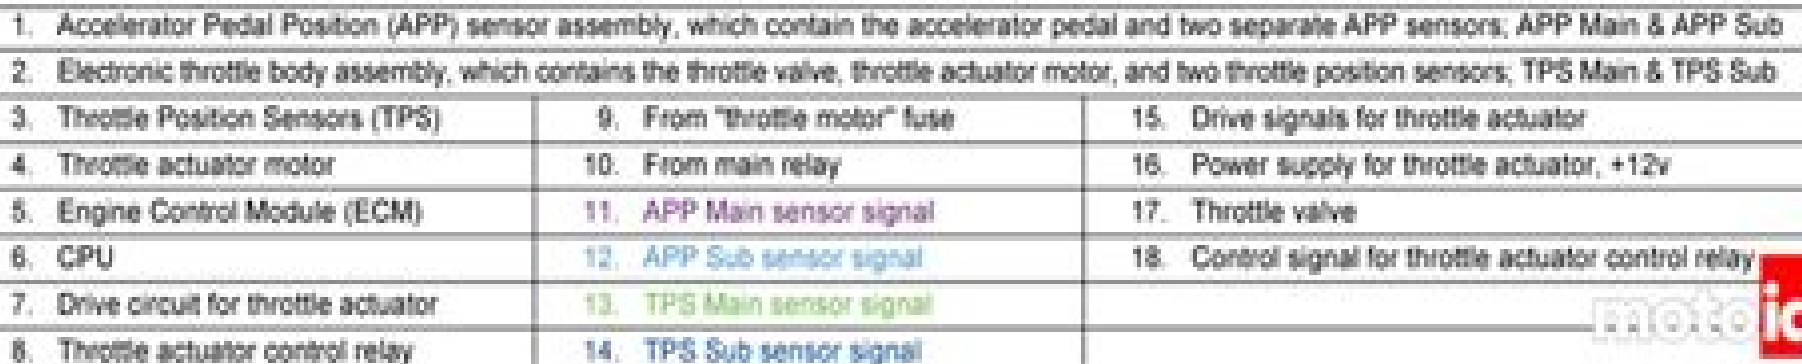 1. Accelerator Pedal Position (APP) sensor assembly, which contain the accelerator pedal and two separate APP sensors; APP Main & APP Sub
2. Electronic throttle body assembly, which contains the throttle valve, throttle actuator motor, and two throttle position sensors; TPS Main & TPS Sub
3. Throttle Position Sensors (TPS)
4. Throttle actuator motor
5. Engine Control Module (ECM)
6. CPU
7. Drive circuit for throttle actuator
8. Throttle actuator control relay
9. From "throttle motor" fuse
10. From main relay
11. APP Main sensor signal
12. APP Sub sensor signal
13. TPS Main sensor signal
14. TPS Sub sensor signal
15. Drive signals for throttle actuator
16. Power supply for throttle actuator, +12v
17. Throttle valve
18. Control signal for throttle actuator control relay
moto